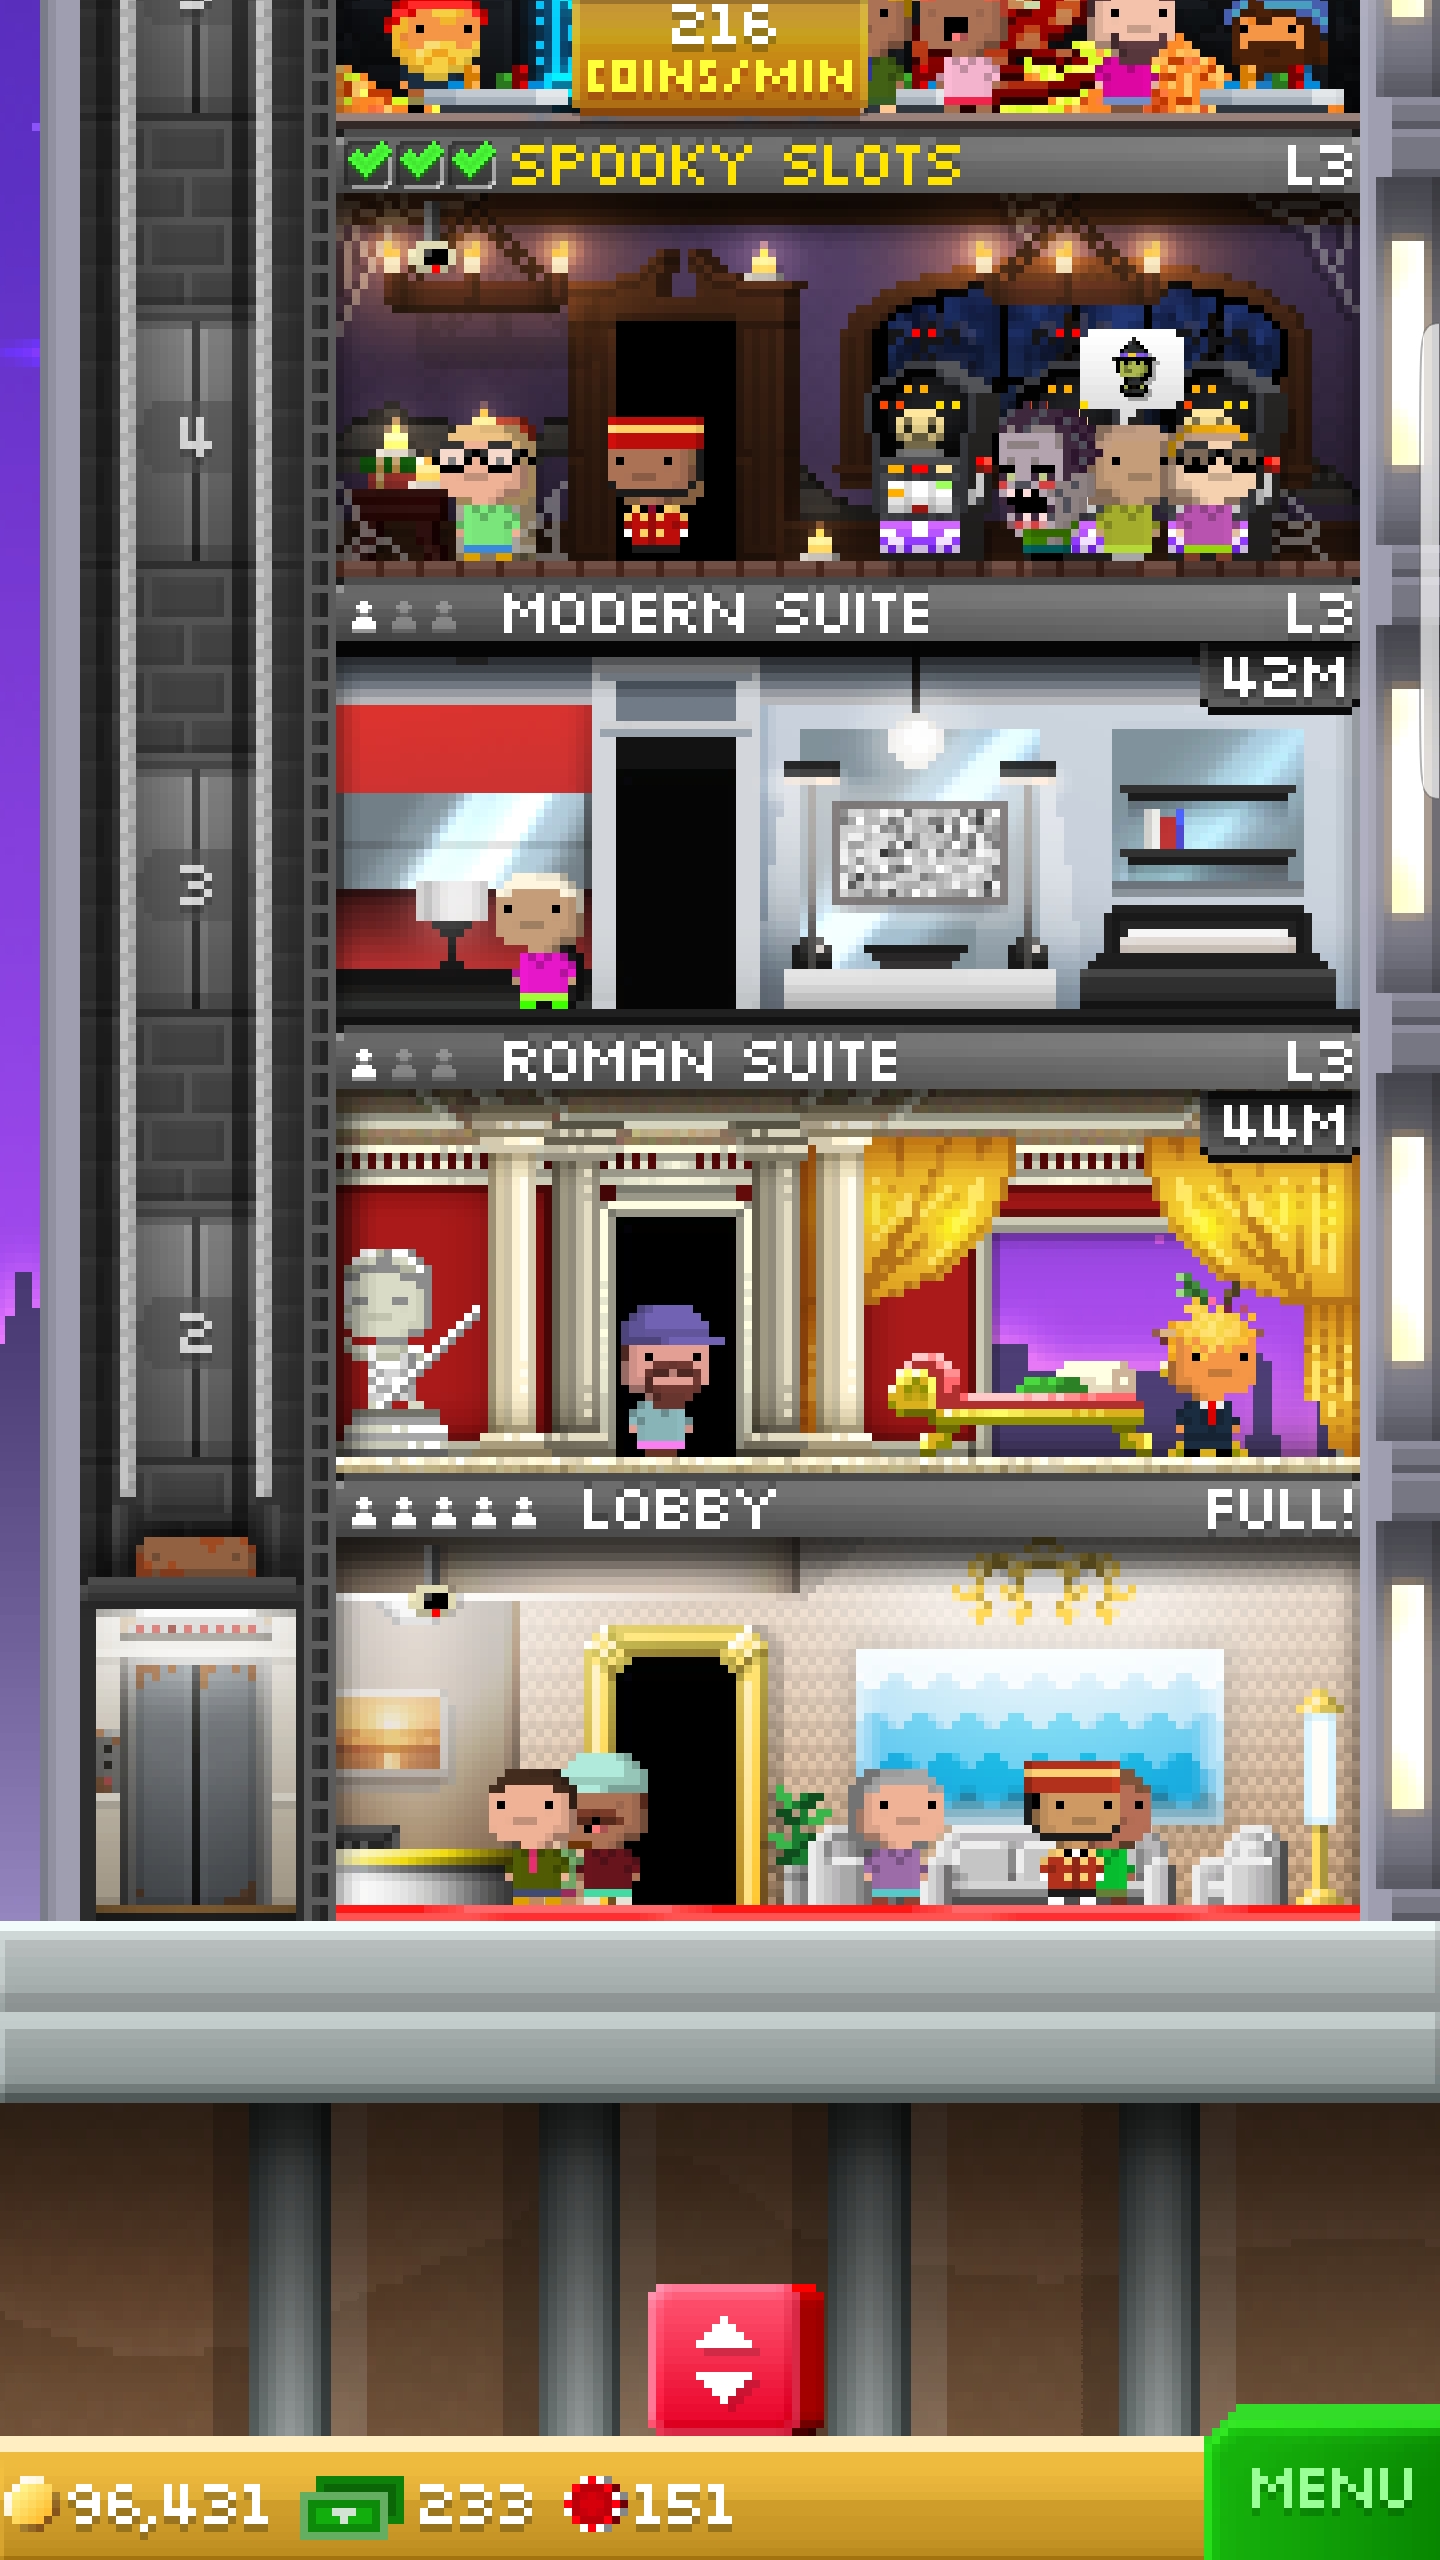 216
COINS/MIN
SPOOKY SLOTS L3
4
MODERN SUITE L3
42M
3
ROMAN SUITE L3
44M
2
LOBBY FULL!
96,431 233 151
MENU